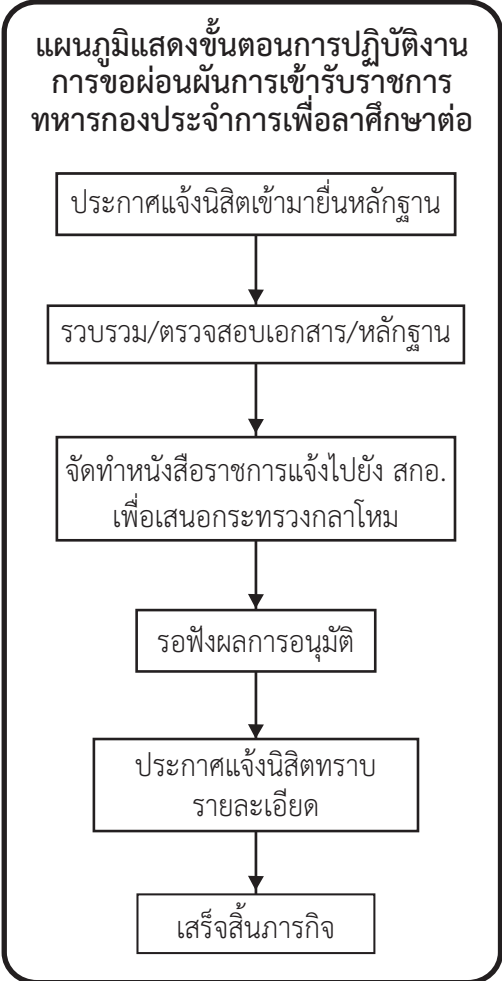 แผนภูมิแสดงขั้นตอนการปฏิบัติงาน
การขอผ่อนผันการเข้ารับราชการ
ทหารกองประจำการเพื่อลาศึกษาต่อ
ประกาศแจ้งนิสิตเข้ามายื่นหลักฐาน
รวบรวม/ตรวจสอบเอกสาร/หลักฐาน
จัดทำหนังสือราชการแจ้งไปยัง สกอ.
เพื่อเสนอกระทรวงกลาโหม
รอฟังผลการอนุมัติ
ประกาศแจ้งนิสิตทราบ
รายละเอียด
เสร็จสิ้นภารกิจ